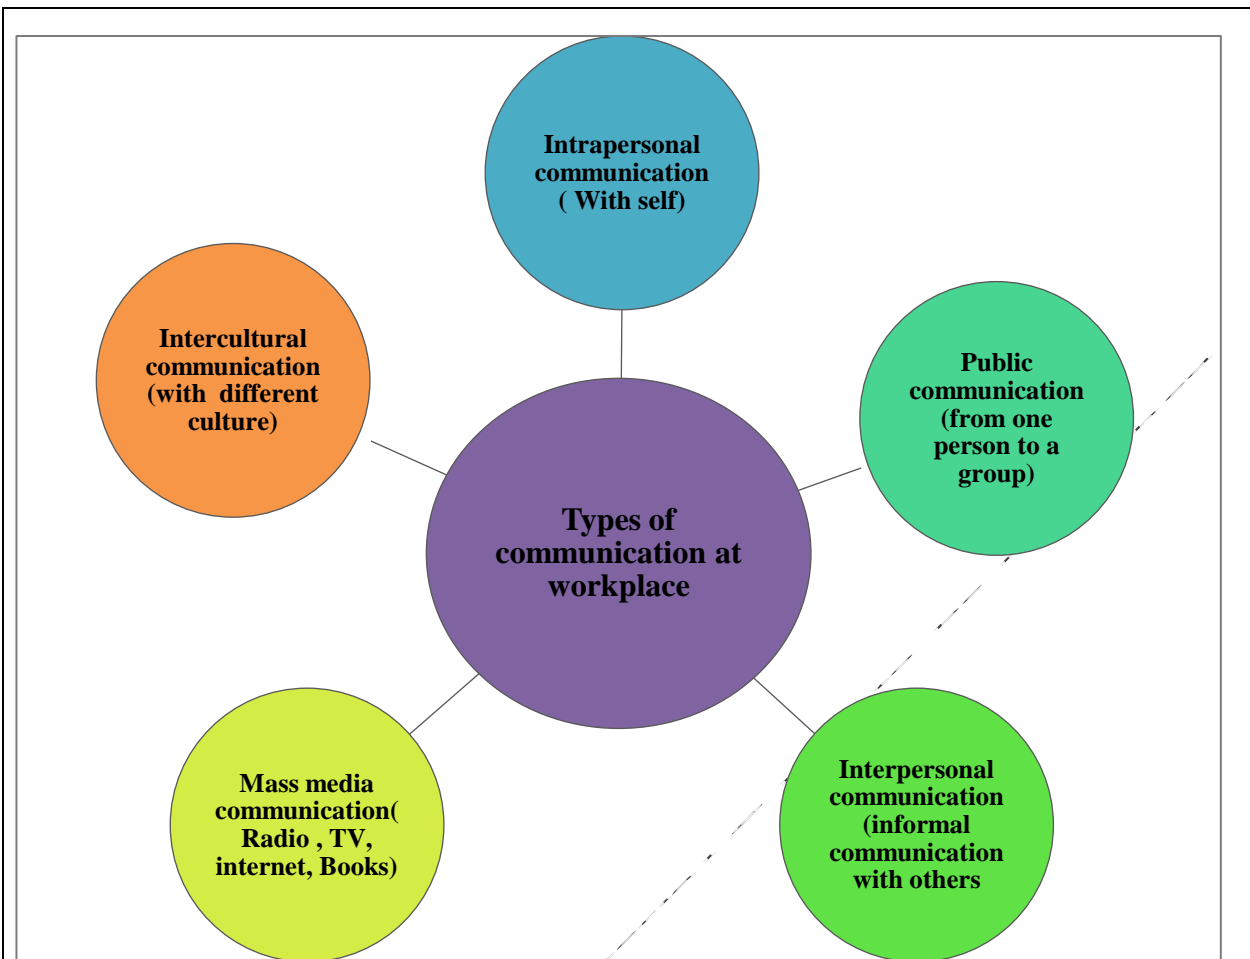 Intrapersonal
communication
( With self)
Intercultural
communication
(with different
culture)
Public
communication
(from one
person to a
group)
Types of
communication at
workplace
Mass media
communication(
Radio , TV,
internet, Books)
Interpersonal
communication
(informal
communication
with others